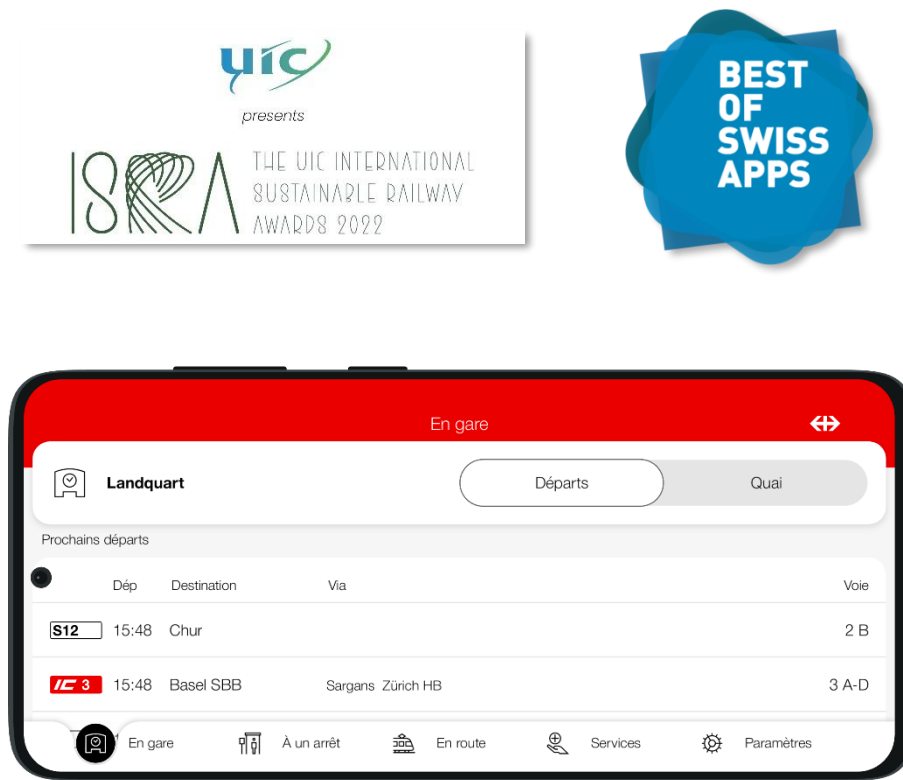 uic
presents
ISRA
THE UIC INTERNATIONAL
SUSTAINABLE RAILWAY
AWARDS 2022
BEST
OF
SWISS
APPS
En gare
Landquart Départs Quai
Prochains départs
Dép Destination Via Voie
S12 15:48 Chur 2 B
IC 3 15:48 Basel SBB Sargans Zürich HB 3 A-D
En gare À un arrêt En route Services Paramètres